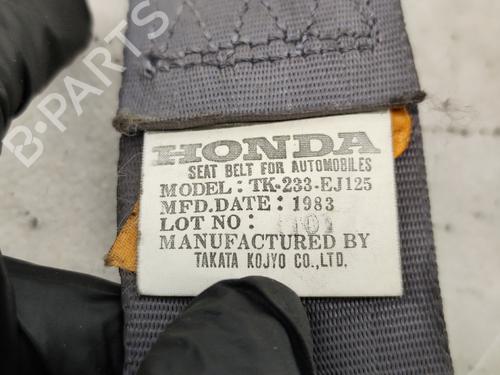 HONDA
SEAT BELT FOR AUTOMOBILES
MODEL: TK-233-EJ125
MFD.DATE: 1983
LOT NO:
MANUFACTURED BY
TAKATA KOJYO CO.,LTD.
B-PARTS